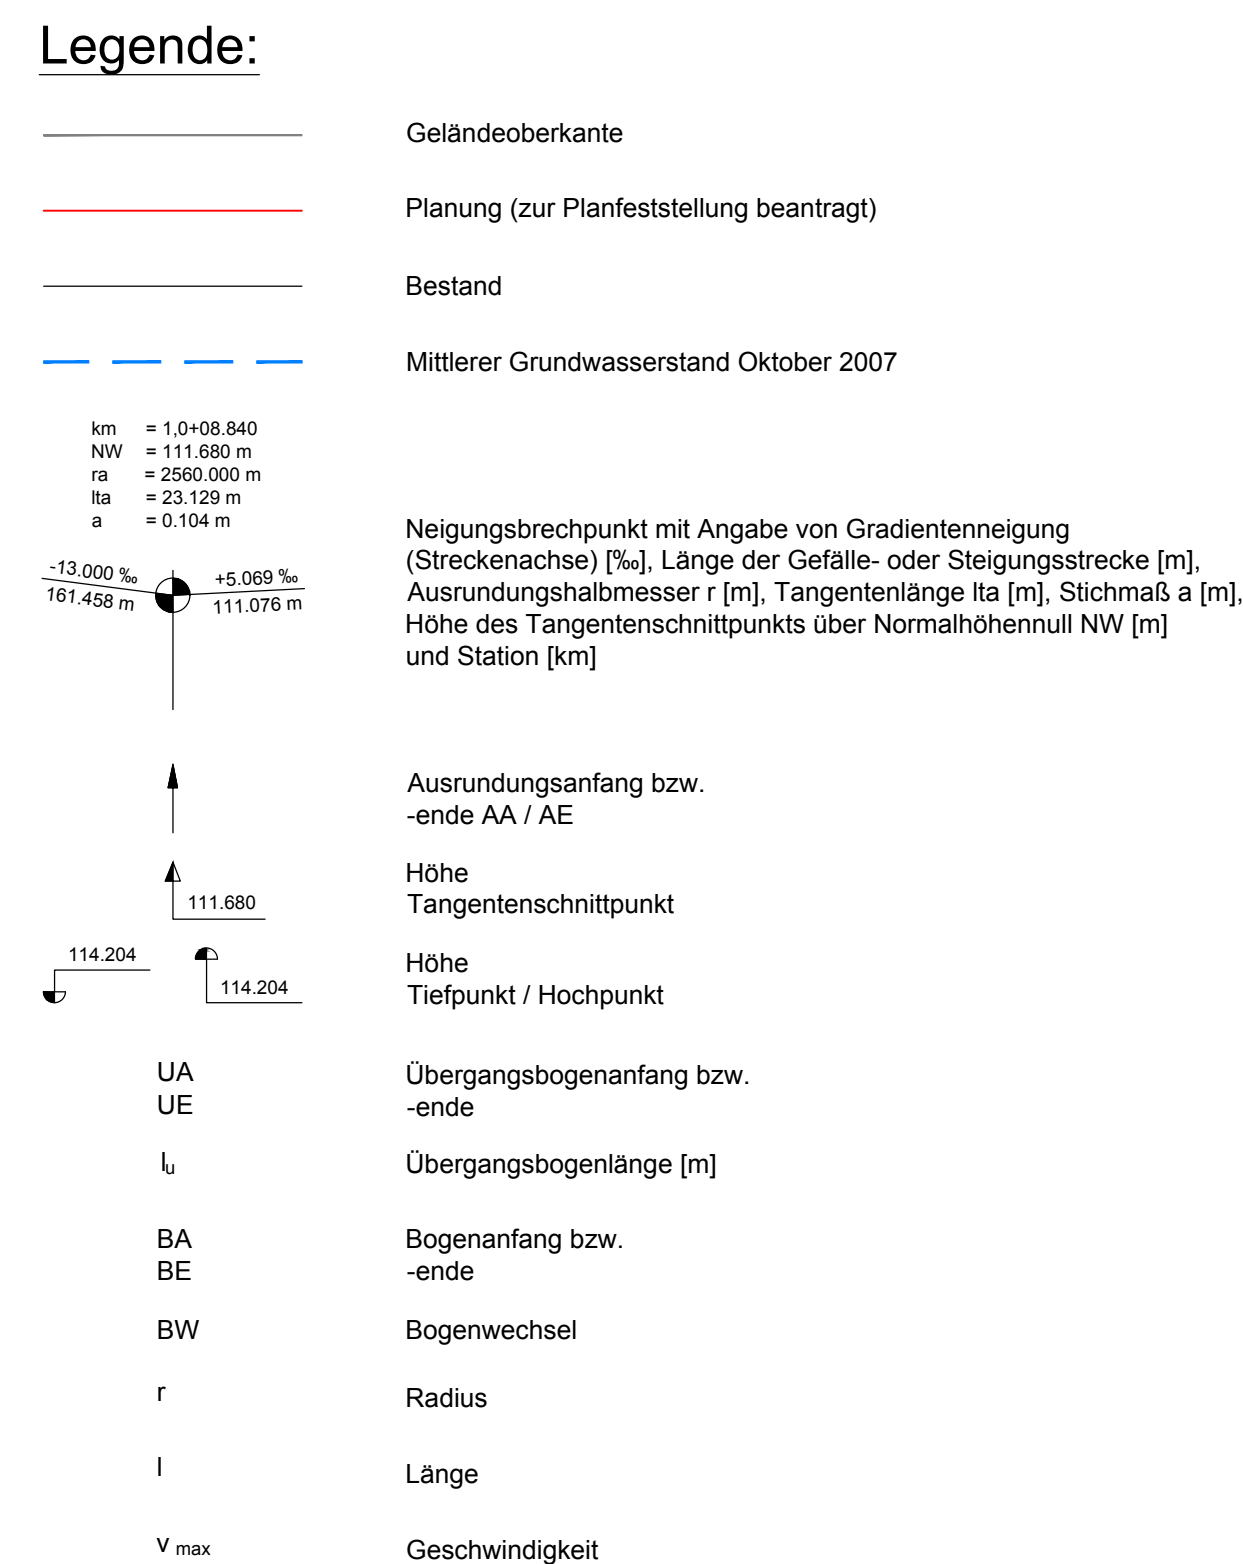 Legende:
Geländeoberkante
Planung (zur Planfeststellung beantragt)
Bestand
Mittlerer Grundwasserstand Oktober 2007
km = 1,0+08.840
NW = 111.680 m
ra = 2560.000 m
lta = 23.129 m
a = 0.104 m
-13.000 ‰
161.458 m
+5.069 ‰
111.076 m
Neigungsbrechpunkt mit Angabe von Gradientenneigung
(Streckenachse) [‰], Länge der Gefälle- oder Steigungsstrecke [m],
Ausrundungshalbmesser r [m], Tangentenlänge lta [m], Stichmaß a [m],
Höhe des Tangentenschnittpunkts über Normalhöhennull NW [m]
und Station [km]
Ausrundungsanfang bzw.
-ende AA / AE
111.680
Höhe
Tangentenschnittpunkt
114.204
114.204
Höhe
Tiefpunkt / Hochpunkt
UA Übergangsbogenanfang bzw.
UE -ende
lu Übergangsbogenlänge [m]
BA Bogenanfang bzw.
BE -ende
BW Bogenwechsel
r Radius
l Länge
v max Geschwindigkeit